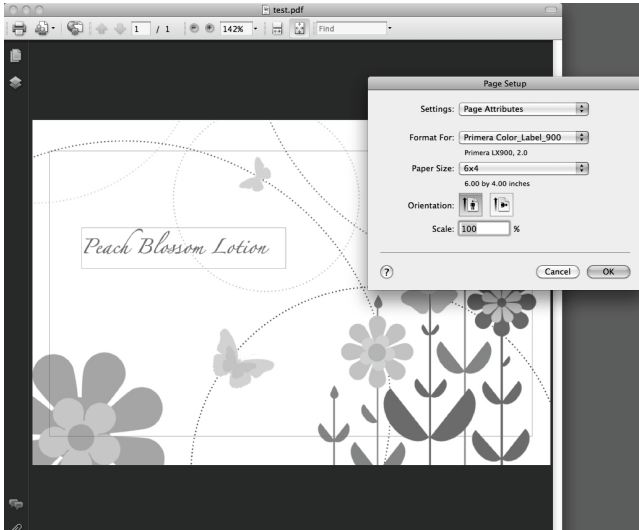 test.pdf
1 / 1
142%
Find
Page Setup
Settings: Page Attributes
Format For: Primera Color_Label_900
Primera LX900, 2.0
Paper Size: 6x4
6.00 by 4.00 inches
Orientation:
Scale: 100 %
? Cancel OK
Peach Blossom Lotion